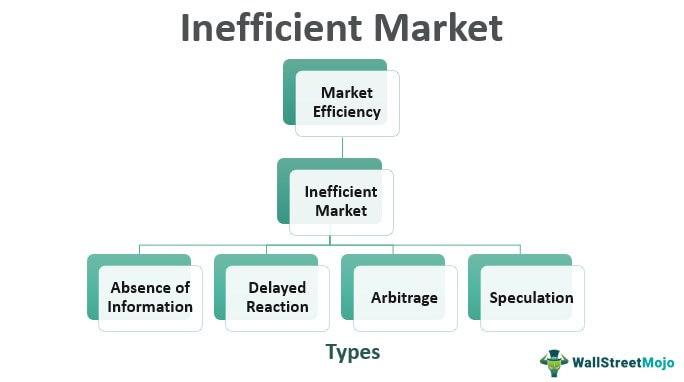 Inefficient Market
Market
Efficiency
Inefficient
Market
Absence of
Information
Delayed
Reaction
Arbitrage
Speculation
Types
WallStreetMojo